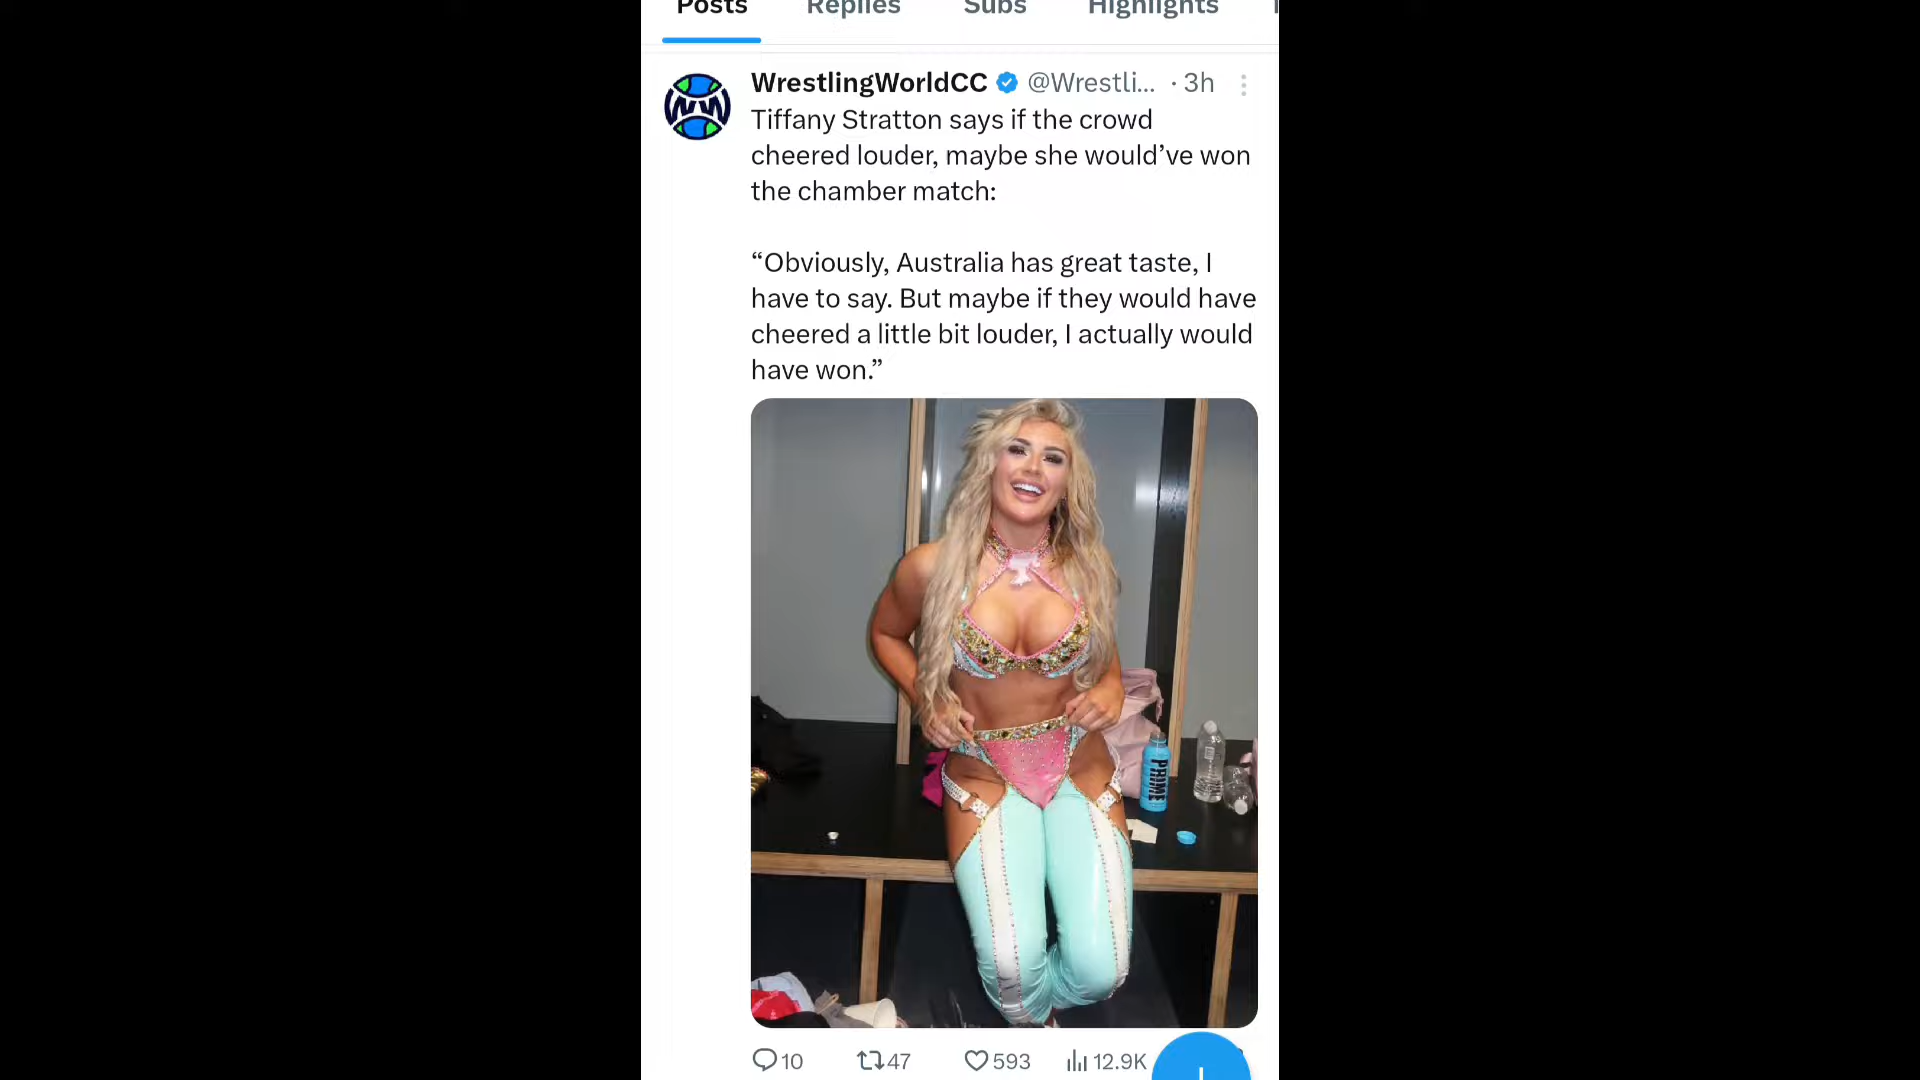 Posts Replies Subs Highlights
WrestlingWorldCC @Wrestli... · 3h
Tiffany Stratton says if the crowd
cheered louder, maybe she would’ve won
the chamber match:
“Obviously, Australia has great taste, I
have to say. But maybe if they would have
cheered a little bit louder, I actually would
have won.”
PRIME
10 47 593 12.9K